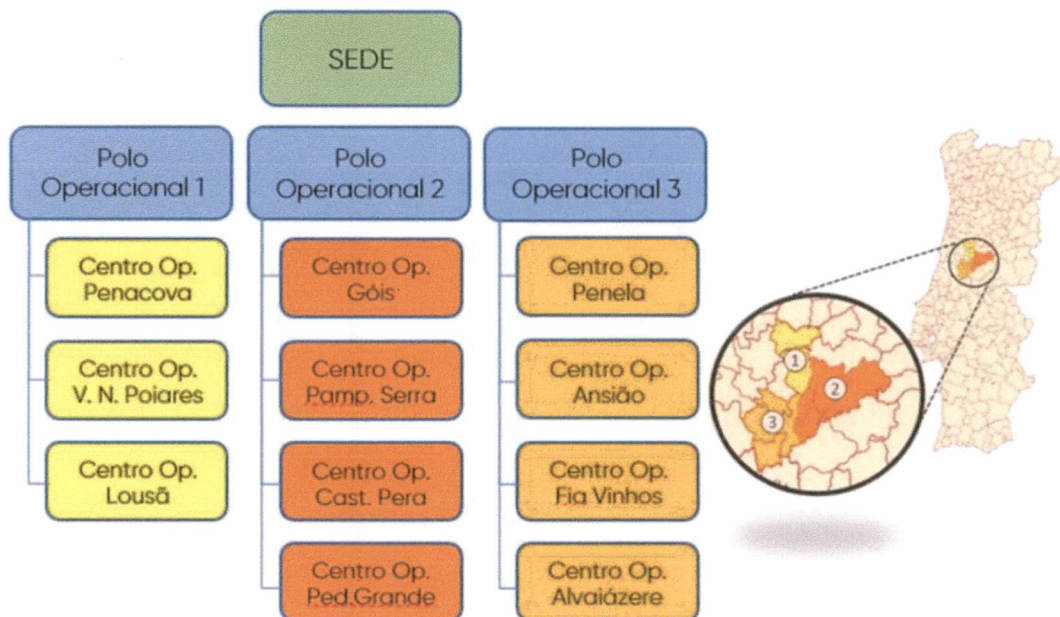 SEDE
Polo
Operacional 1
Centro Op.
Penacova
Centro Op.
V. N. Poiares
Centro Op.
Lousã
Polo
Operacional 2
Centro Op.
Góis
Centro Op.
Pamp. Serra
Centro Op.
Cast. Pera
Centro Op.
Ped.Grande
Polo
Operacional 3
Centro Op.
Penela
Centro Op.
Ansião
Centro Op.
Fia Vinhos
Centro Op.
Alvaiázere
1
2
3